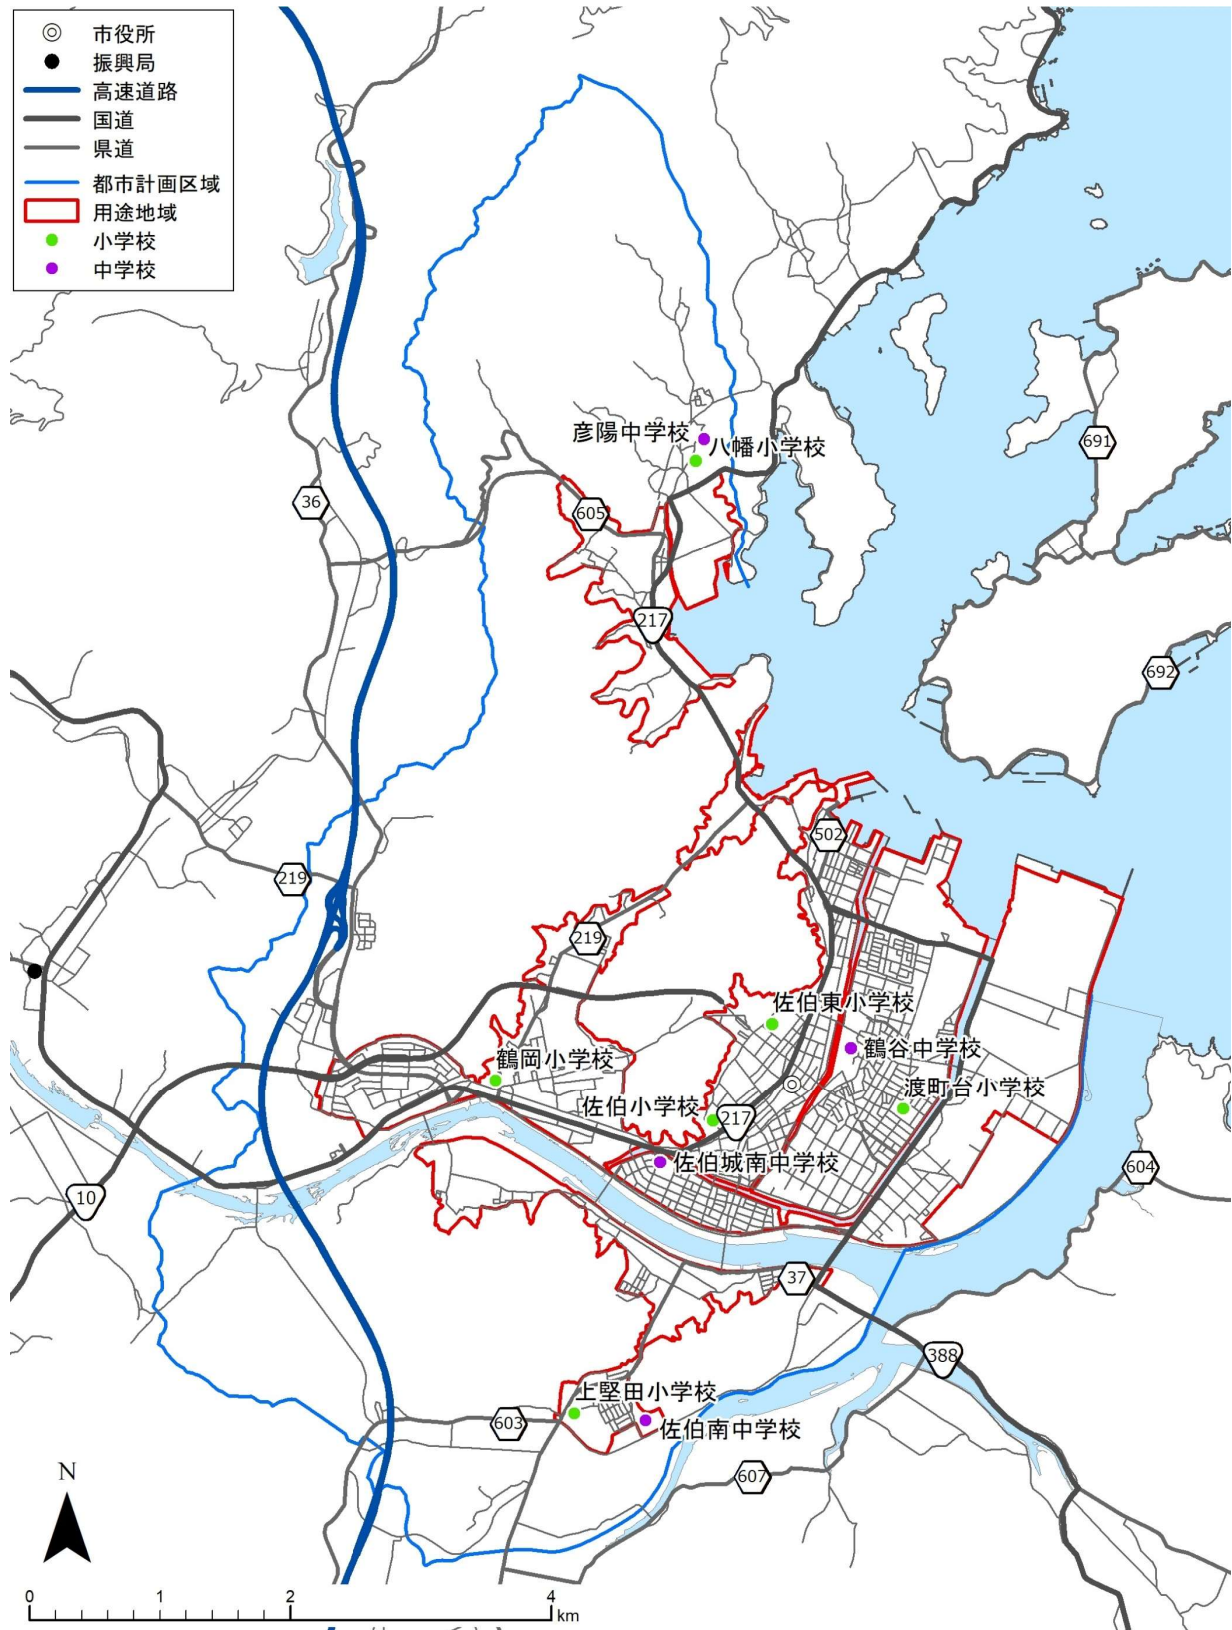 市役所
振興局
高速道路
国道
県道
都市計画区域
用途地域
小学校
中学校
彦陽中学校
八幡小学校
691
36
605
217
692
502
219
219
佐伯東小学校
鶴谷中学校
鶴岡小学校
渡町台小学校
佐伯小学校
217
佐伯城南中学校
604
10
37
388
上堅田小学校
603
佐伯南中学校
607
N
0 1 2 4
km